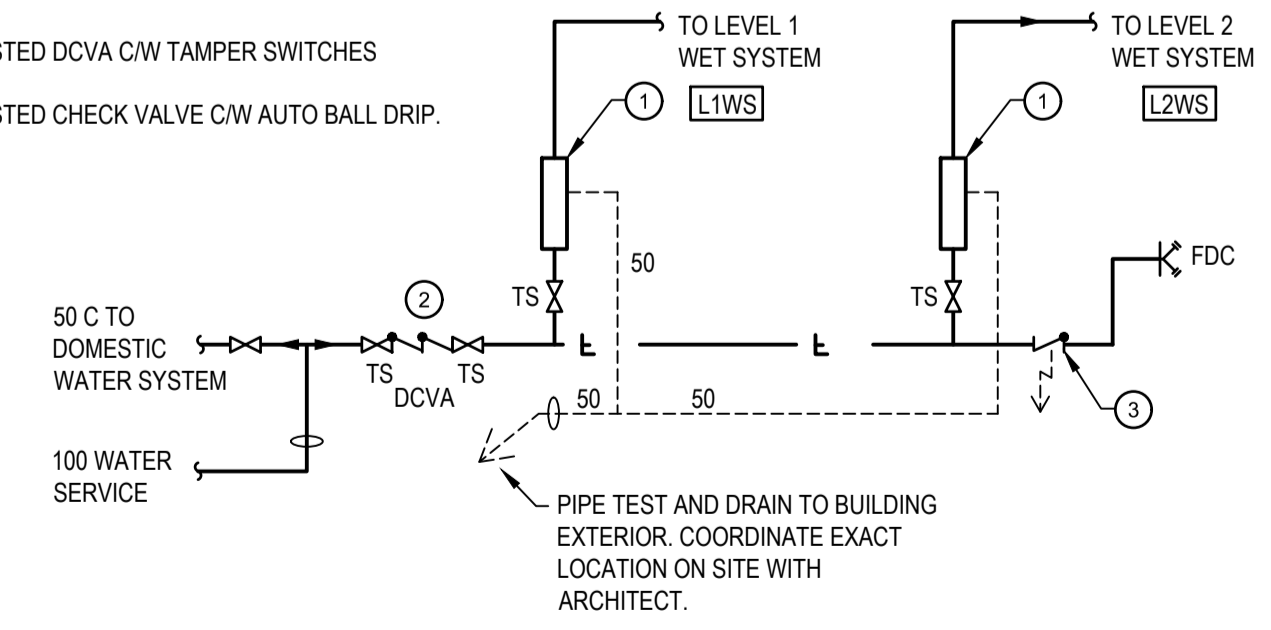 DCVA C/W TAMPER SWITCHES
CHECK VALVE C/W AUTO BALL DRIP.
TO LEVEL 1
WET SYSTEM
L1WS
TO LEVEL 2
WET SYSTEM
L2WS
1
1
50
TS
TS
FDC
2
50 C TO
DOMESTIC
WATER SYSTEM
TS
TS
DCVA
50
50
3
100 WATER
SERVICE
PIPE TEST AND DRAIN TO BUILDING
EXTERIOR. COORDINATE EXACT
LOCATION ON SITE WITH
ARCHITECT.